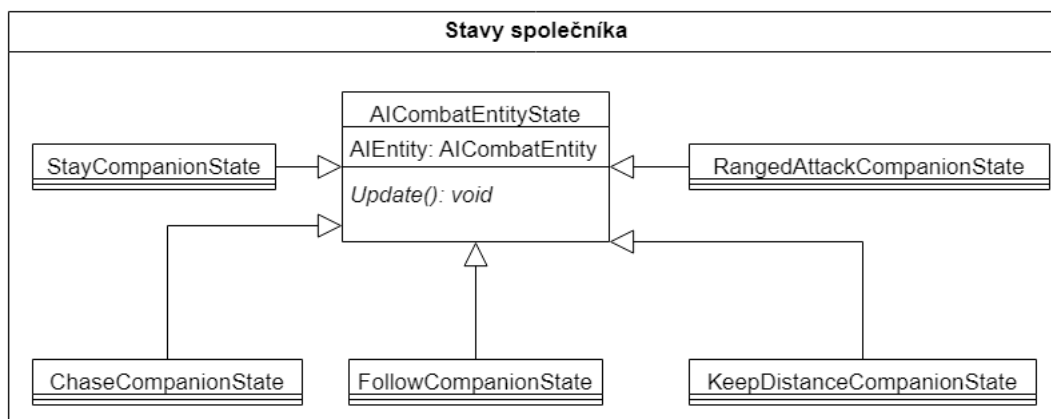 Stavy společníka
AICombatEntityState
AIEntity: AICombatEntity
Update(): void
StayCompanionState
RangedAttackCompanionState
ChaseCompanionState
FollowCompanionState
KeepDistanceCompanionState